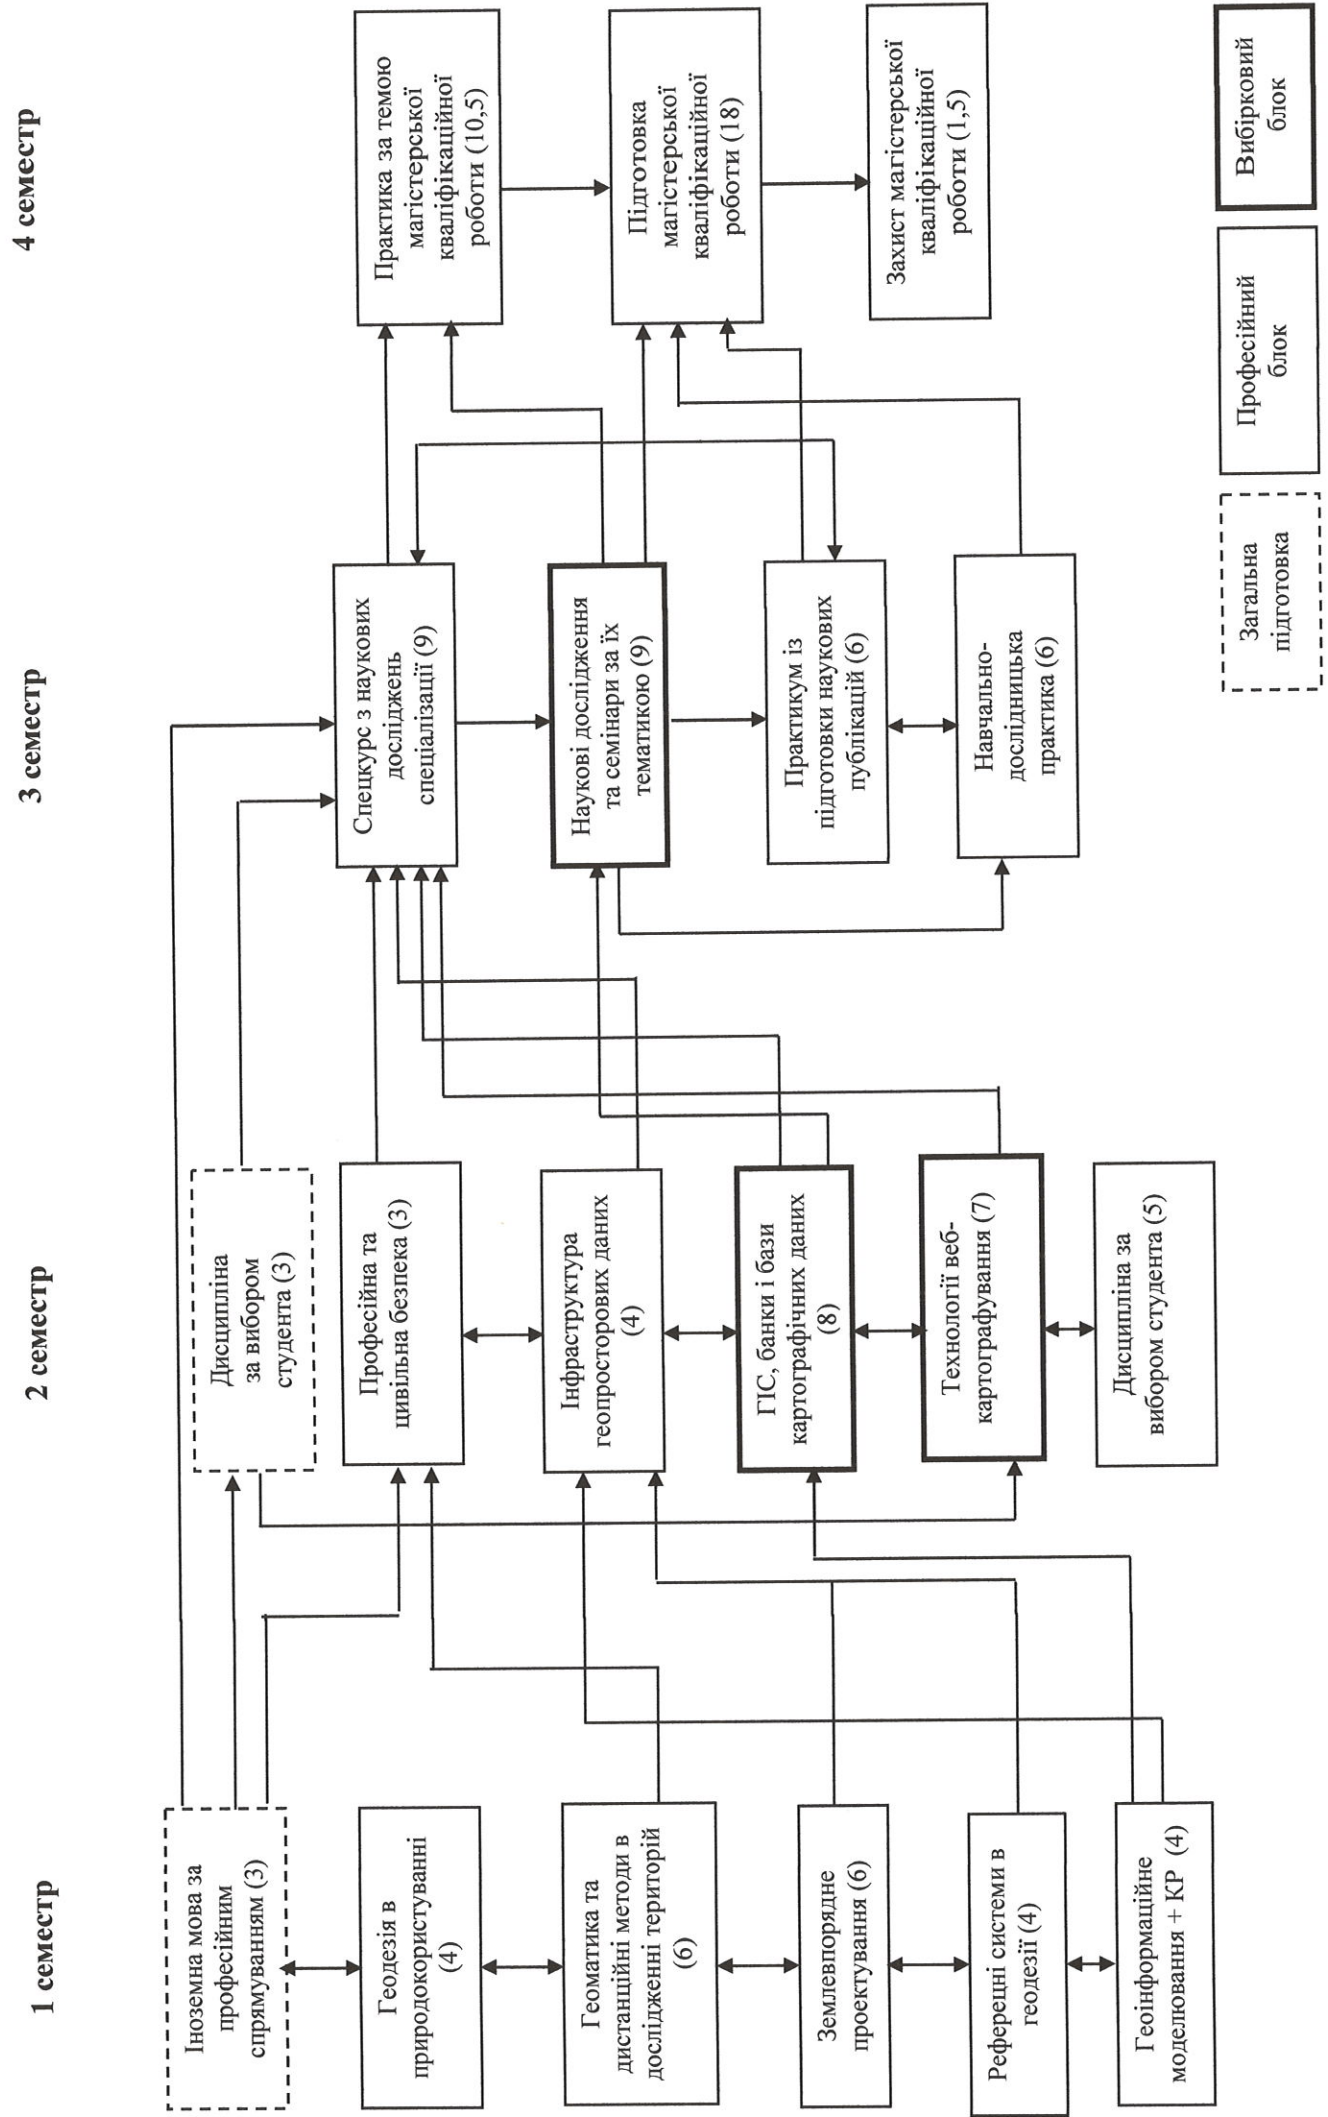 1 семестр
2 семестр
3 семестр
4 семестр
Іноземна мова за
професійним
спрямуванням (3)
Геодезія в
природокористуванні
(4)
Геоматика та
дистанційні методи в
дослідженні територій
(6)
Землевпорядне
проектування (6)
Референці системи в
геодезії (4)
Геоінформаційне
моделювання + КР (4)
Дисципліна
за вибором
студента (3)
Професійна та
цивільна безпека (3)
Інфраструктура
геопросторових даних
(4)
ГІС, банки і бази
картографічних даних
(8)
Технології веб-
картографування (7)
Дисципліна за
вибором студента (5)
Спецкурс з наукових
досліджень
спеціалізації (9)
Наукові дослідження
та семінари за їх
тематикою (9)
Практикум із
підготовки наукових
публікацій (6)
Навчально-
дослідницька
практика (6)
Практика за темою
магістерської
кваліфікаційної
роботи (10,5)
Підготовка
магістерської
кваліфікаційної
роботи (18)
Захист магістерської
кваліфікаційної
роботи (1,5)
Загальна
підготовка
Професійний
блок
Вибірковий
блок